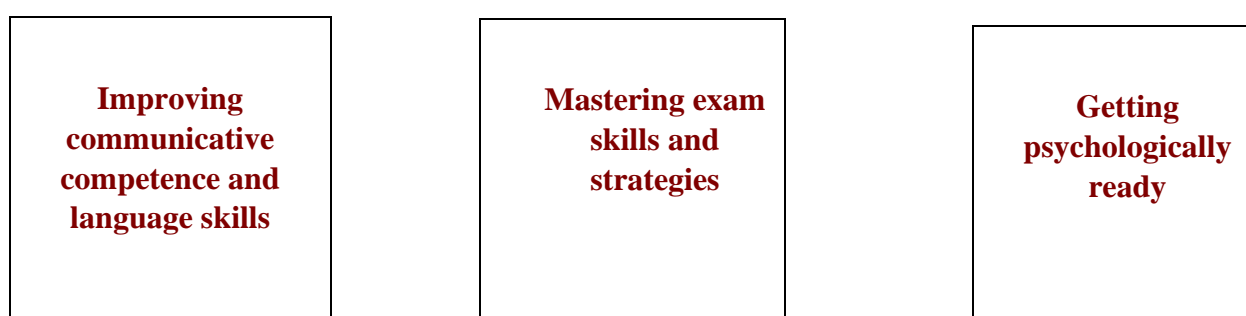 Improving
communicative
competence and
language skills
Mastering exam
skills and
strategies
Getting
psychologically
ready